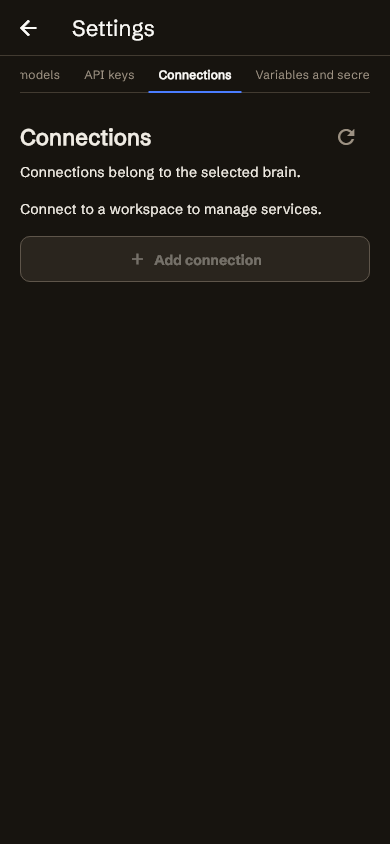 Settings
models
API keys
Connections
Variables and secre
Connections
Connections belong to the selected brain.
Connect to a workspace to manage services.
+ Add connection